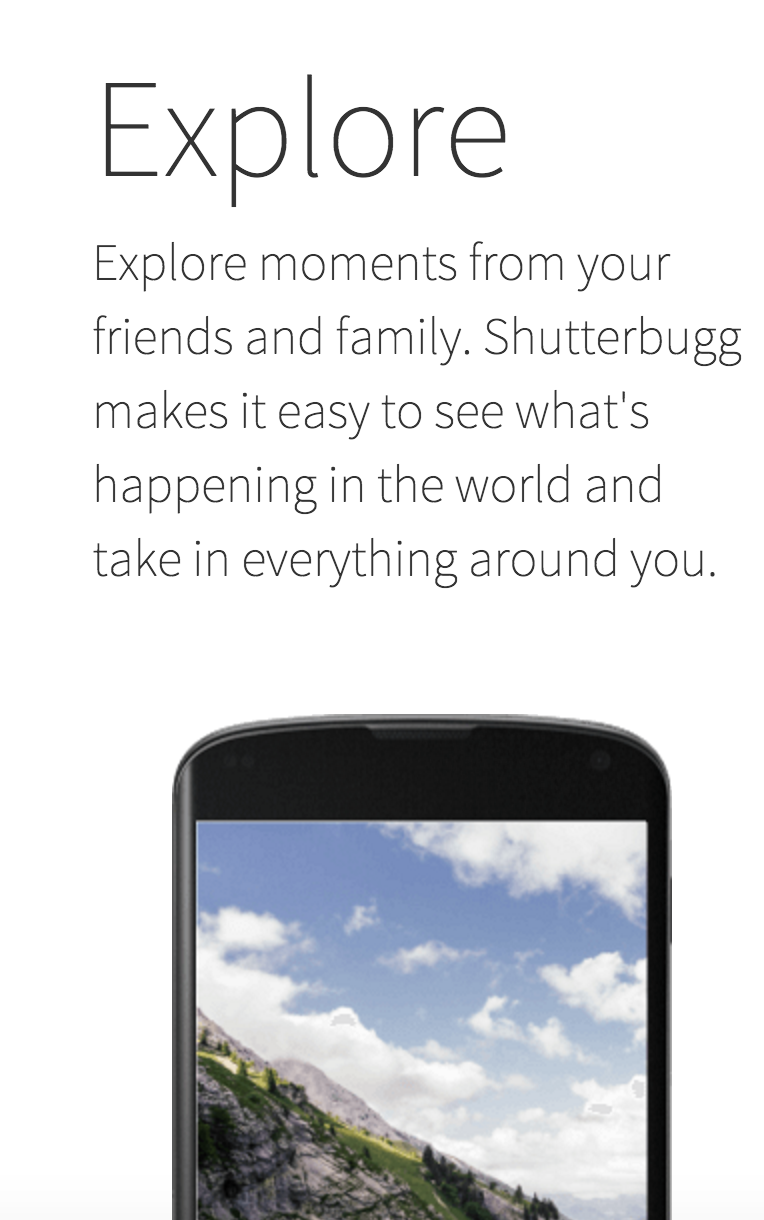 Explore
Explore moments from your
friends and family. Shutterbugg
makes it easy to see what's
happening in the world and
take in everything around you.